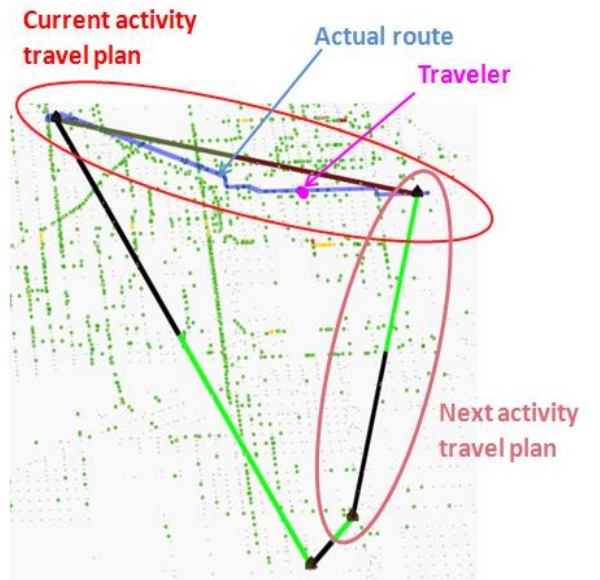 Current activity
travel plan
Actual route
Traveler
Next activity
travel plan